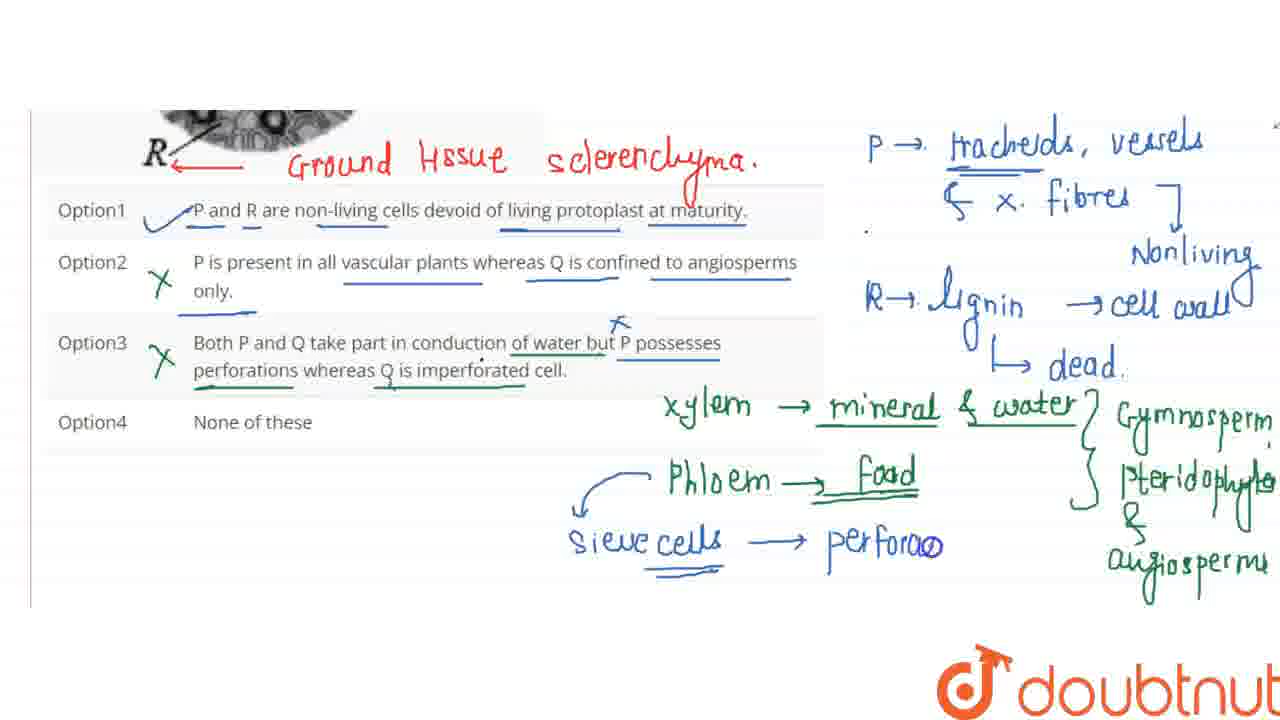 R ← Ground tissue sclerenchyma.
Option1 P and R are non-living cells devoid of living protoplast at maturity.
Option2 P is present in all vascular plants whereas Q is confined to angiosperms
only.
Option3 Both P and Q take part in conduction of water but P possesses
perforations whereas Q is imperforated cell.
Option4 None of these
P → tracheids, vessels
& x. fibres
Nonliving
R → lignin → cell wall
dead.
xylem → mineral & water
Phloem → food
Gymnosperm,
pteridophytes
&
angiosperms
Sieve cells → perfora
doubtnut